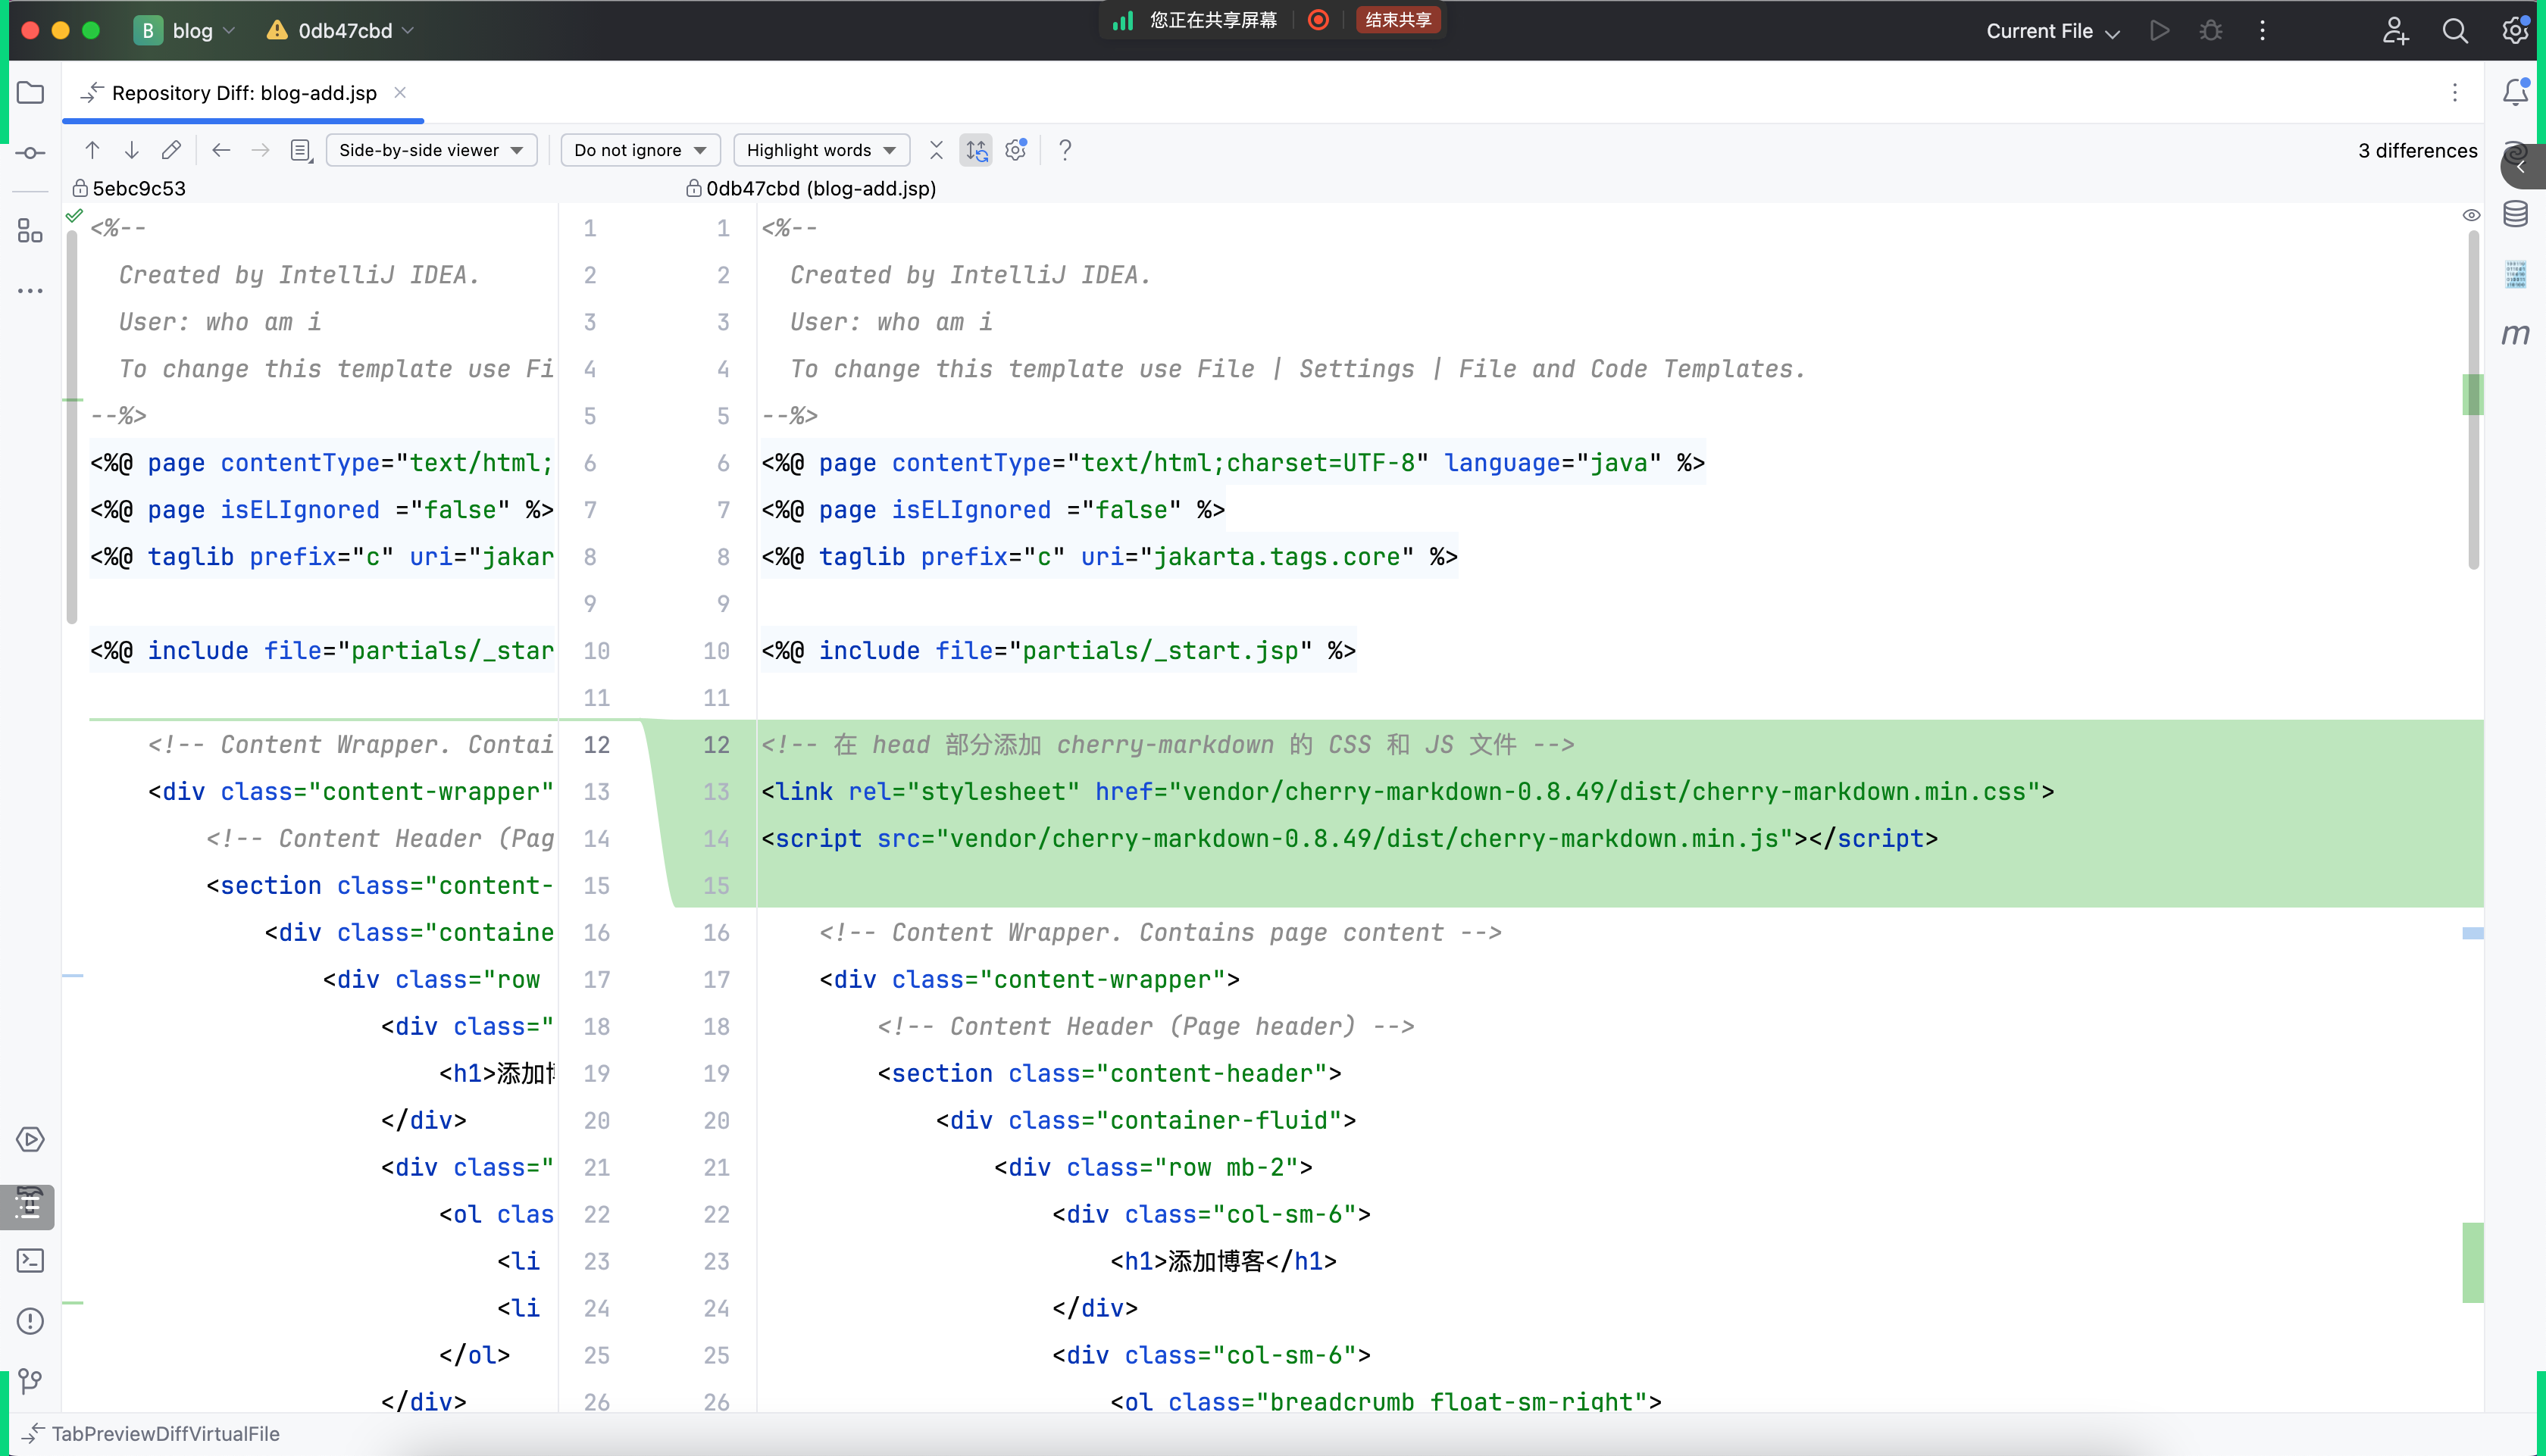 B blog 0db47cbd 您正在共享屏幕 结束共享 Current File
Repository Diff: blog-add.jsp
Side-by-side viewer Do not ignore Highlight words ? 3 differences
5ebc9c53 0db47cbd (blog-add.jsp)
<%-- 1 1 <%--
Created by IntelliJ IDEA. 2 2 Created by IntelliJ IDEA.
User: who am i 3 3 User: who am i
To change this template use Fi 4 4 To change this template use File | Settings | File and Code Templates.
--%> 5 5 --%>
<%@ page contentType="text/html; 6 6 <%@ page contentType="text/html;charset=UTF-8" language="java" %>
<%@ page isELIgnored ="false" %> 7 7 <%@ page isELIgnored ="false" %>
<%@ taglib prefix="c" uri="jakar 8 8 <%@ taglib prefix="c" uri="jakarta.tags.core" %>
9 9
<%@ include file="partials/_star 10 10 <%@ include file="partials/_start.jsp" %>
11 11
<!-- Content Wrapper. Contai 12 12 <!-- 在 head 部分添加 cherry-markdown 的 CSS 和 JS 文件 -->
<div class="content-wrapper" 13 13 <link rel="stylesheet" href="vendor/cherry-markdown-0.8.49/dist/cherry-markdown.min.css">
<!-- Content Header (Pag 14 14 <script src="vendor/cherry-markdown-0.8.49/dist/cherry-markdown.min.js"></script>
<section class="content- 15 15
<div class="containe 16 16 <!-- Content Wrapper. Contains page content -->
<div class="row 17 17 <div class="content-wrapper">
<div class=" 18 18 <!-- Content Header (Page header) -->
<h1>添加 19 19 <section class="content-header">
</div> 20 20 <div class="container-fluid">
<div class=" 21 21 <div class="row mb-2">
<ol clas 22 22 <div class="col-sm-6">
<li 23 23 <h1>添加博客</h1>
<li 24 24 </div>
</ol> 25 25 <div class="col-sm-6">
</div> 26 26 <ol class="breadcrumb float-sm-right">
TabPreviewDiffVirtualFile